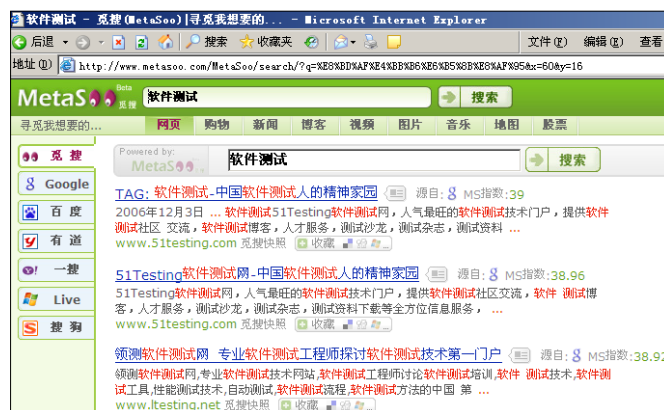 软件测试 - 觅搜(MetaSoo)|寻觅我想要的... - Microsoft Internet Explorer
后退 搜索 收藏夹 文件(F) 编辑(E) 查看
地址(D) http://www.metasoo.com/MetaSoo/search/?q=%E8%BD%AF%E4%BB%B6%E6%B5%8B%E8%AF%95&x=60&y=16
MetaSoo Beta 觅搜 软件测试 搜索
寻觅我想要的... 网页 购物 新闻 博客 视频 图片 音乐 地图 股票
觅 搜
Google
百 度
有 道
一搜
Live
搜 狗
Powered by: MetaSoo 软件测试 搜索
TAG: 软件测试-中国软件测试人的精神家园 源自: MS指数:39
2006年12月3日 ... 软件测试51Testing软件测试网，人气最旺的软件测试技术门户，提供软件
测试社区 交流，软件测试博客，人才服务，测试沙龙，测试杂志，测试资料 ...
www.51testing.com 觅搜快照 收藏
51Testing软件测试网-中国软件测试人的精神家园 源自: MS指数:38.96
51Testing软件测试网，人气最旺的软件测试技术门户，提供软件测试社区交流，软件 测试博
客，人才服务，测试沙龙，测试杂志，测试资料下载等全方位信息服务， ...
www.51testing.com 觅搜快照 收藏
领测软件测试网 专业软件测试工程师探讨软件测试技术第一门户 源自: MS指数:38.92
领测软件测试网,专业软件测试技术网站,软件测试工程师讨论软件测试培训,软件 测试技术,软件测
试工具,性能测试技术,自动测试,软件测试流程,软件测试方法的中国 第 ...
www.ltesting.net 觅搜快照 收藏